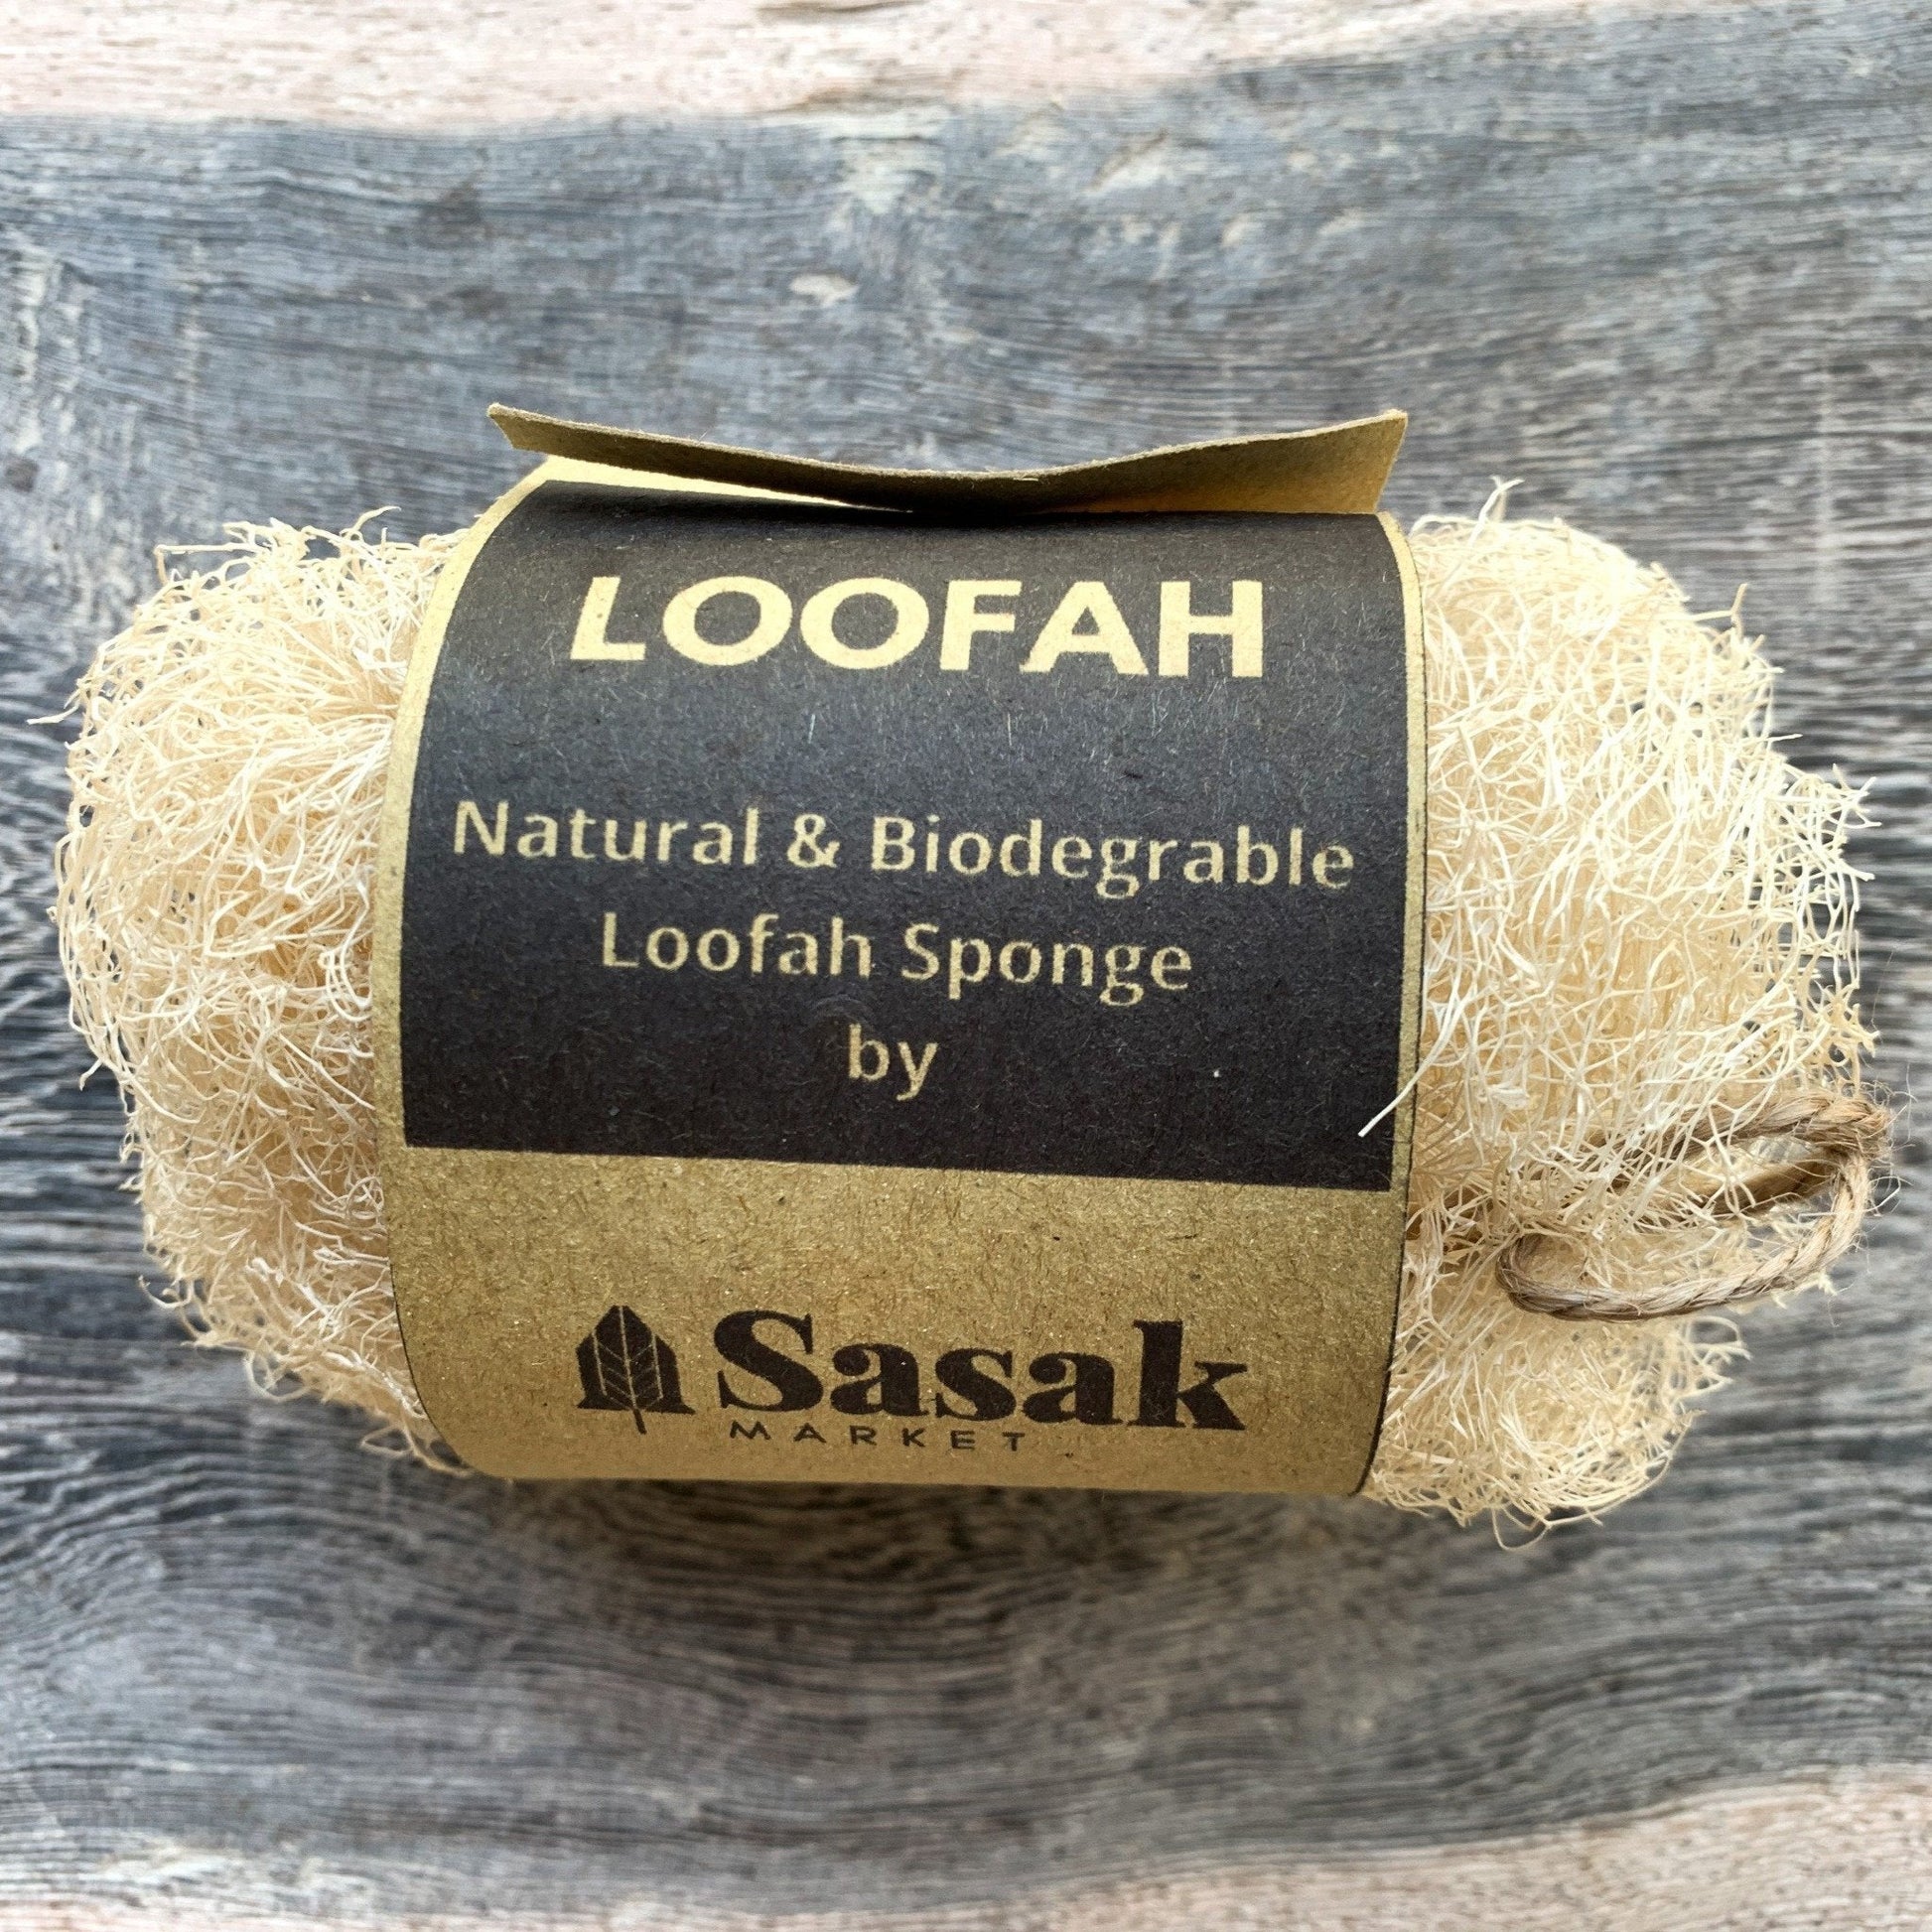 LOOFAH
Natural & Biodegrable
Loofah Sponge
by
Sasak
MARKET